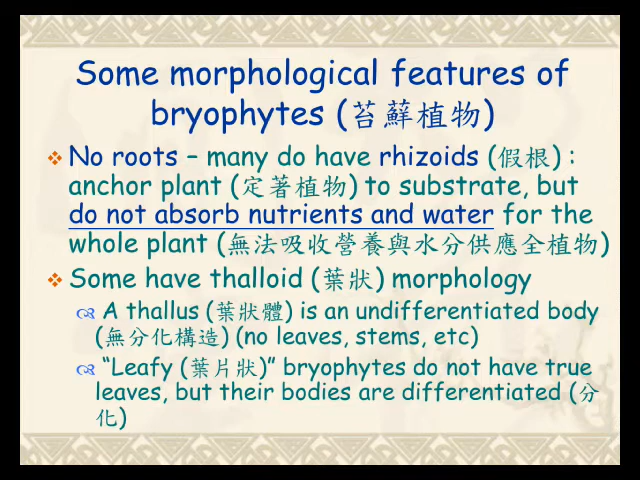 Some morphological features of
bryophytes (苔蘚植物)
No roots – many do have rhizoids (假根) :
anchor plant (定著植物) to substrate, but
do not absorb nutrients and water for the
whole plant (無法吸收營養與水分供應全植物)
Some have thalloid (葉狀) morphology
A thallus (葉狀體) is an undifferentiated body
(無分化構造) (no leaves, stems, etc)
“Leafy (葉片狀)” bryophytes do not have true
leaves, but their bodies are differentiated (分
化)